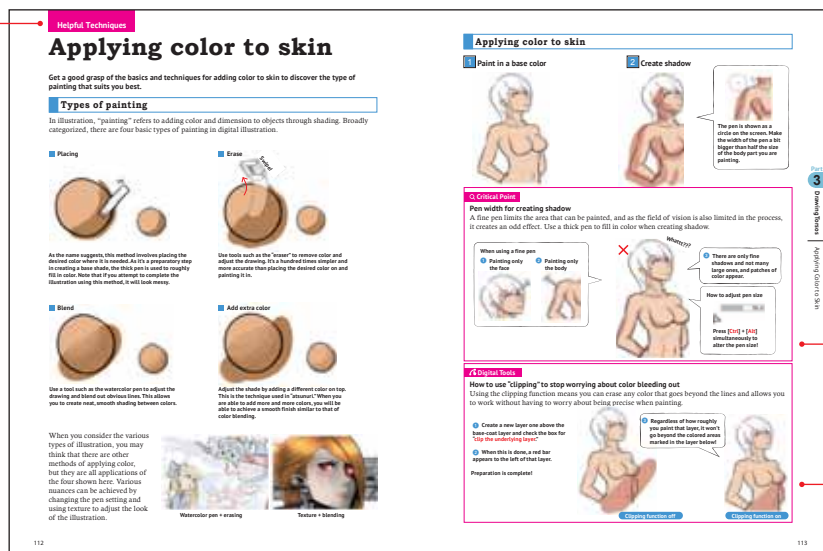 Helpful Techniques
Applying color to skin
Get a good grasp of the basics and techniques for adding color to skin to discover the type of
painting that suits you best.
Types of painting
In illustration, "painting" refers to adding color and dimension to objects through shading. Broadly
categorized, there are four basic types of painting in digital illustration.
Placing
As the name suggests, this method involves placing the
desired color where it is needed. As it's a preparatory step
in creating a base shade, the thick pen is used to roughly
fill in color. Note that if you attempt to complete the
illustration using this method, it will look messy.
Erase
Swipe!
Use tools such as the "eraser" to remove color and
adjust the drawing. It's a hundred times simpler and
more accurate than placing the desired color on and
painting it in.
Blend
Use a tool such as the watercolor pen to adjust the
drawing and blend out obvious lines. This allows
you to create neat, smooth shading between colors.
Add extra color
Adjust the shade by adding a different color on top.
This is the technique used in "atsunuri." When you
are able to add more and more colors, you will be
able to achieve a smooth finish similar to that of
color blending.
When you consider the various
types of illustration, you may
think that there are other
methods of applying color,
but they are all applications of
the four shown here. Various
nuances can be achieved by
changing the pen setting and
using texture to adjust the look
of the illustration.
Watercolor pen + erasing
Texture + blending
112
Applying color to skin
1 Paint in a base color
2 Create shadow
The pen is shown as a
circle on the screen. Make
the width of the pen a bit
bigger than half the size
of the body part you are
painting.
Critical Point
Pen width for creating shadow
A fine pen limits the area that can be painted, and as the field of vision is also limited in the process,
it creates an odd effect. Use a thick pen to fill in color when creating shadow.
When using a fine pen
1 Painting only
the face
2 Painting only
the body
What(?)?
3 There are only fine
shadows and not many
large ones, and patches of
color appear.
How to adjust pen size
Press [Ctrl] + [Alt]
simultaneously to
alter the pen size!
Digital Tools
How to use "clipping" to stop worrying about color bleeding out
Using the clipping function means you can erase any color that goes beyond the lines and allows you
to work without having to worry about being precise when painting.
1 Create a new layer one above the
base-coat layer and check the box for
"clip the underlying layer."
2 When this is done, a red bar
appears to the left of that layer.
Preparation is complete!
3 Regardless of how roughly
you paint that layer, it won't
go beyond the colored areas
marked in the layer below!
Clipping function off
Clipping function on
Part
3
Drawing Torsos
Applying Color to Skin
113